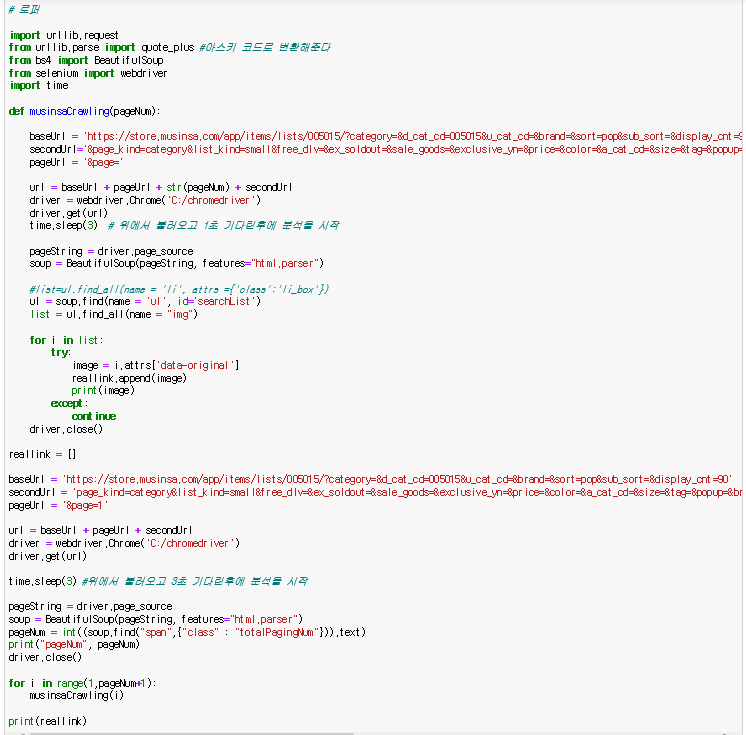 # 로퍼
import urllib.request
from urllib.parse import quote_plus #아스키 코드로 변환해준다
from bs4 import BeautifulSoup
from selenium import webdriver
import time
def musinsaCrawling(pageNum):
baseUrl = 'https://store.musinsa.com/app/items/lists/005015/?category=&d_cat_cd=005015&u_cat_cd=&brand=&sort=pop&sub_sort=&display_cnt=9
secondUrl='&page_kind=category&list_kind=small&free_dlv=&ex_soldout=&sale_goods=&exclusive_yn=&price=&color=&a_cat_cd=&size=&tag=&popup=
pageUrl = '&page='
url = baseUrl + pageUrl + str(pageNum) + secondUrl
driver = webdriver.Chrome('C:/chromedriver')
driver.get(url)
time.sleep(3) # 위에서 불러오고 1초 기다린후에 분석을 시작
pageString = driver.page_source
soup = BeautifulSoup(pageString, features="html.parser")
#list=ul.find_all(name = 'li', attrs ={'class':'li_box'})
ul = soup.find(name = 'ul', id='searchList')
list = ul.find_all(name = "img")
for i in list:
try:
image = i.attrs['data-original']
reallink.append(image)
print(image)
except:
continue
driver.close()
reallink = []
baseUrl = 'https://store.musinsa.com/app/items/lists/005015/?category=&d_cat_cd=005015&u_cat_cd=&brand=&sort=pop&sub_sort=&display_cnt=90'
secondUrl = 'page_kind=category&list_kind=small&free_dlv=&ex_soldout=&sale_goods=&exclusive_yn=&price=&color=&a_cat_cd=&size=&tag=&popup=&br
pageUrl = '&page=1'
url = baseUrl + pageUrl + secondUrl
driver = webdriver.Chrome('C:/chromedriver')
driver.get(url)
time.sleep(3) #위에서 불러오고 3초 기다린후에 분석을 시작
pageString = driver.page_source
soup = BeautifulSoup(pageString, features="html.parser")
pageNum = int((soup.find("span",{"class" : "totalPagingNum"})).text)
print("pageNum", pageNum)
driver.close()
for i in range(1,pageNum+1):
musinsaCrawling(i)
print(reallink)